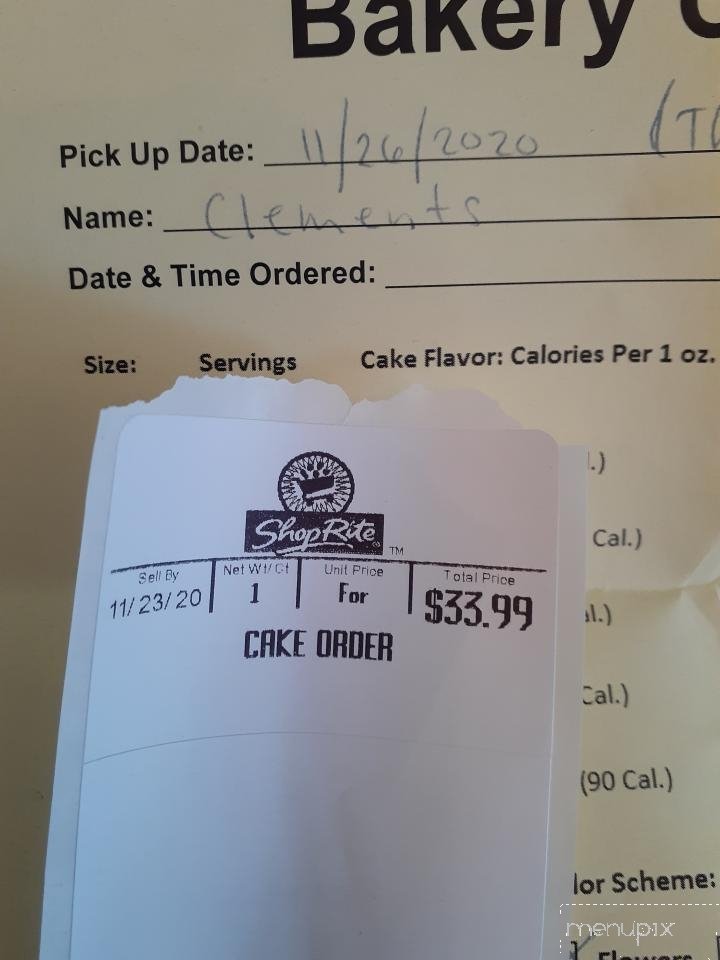 Bakery
Pick Up Date: 11/26/2020
Name: Clements
Date & Time Ordered:
Size: Servings Cake Flavor: Calories Per 1 oz.
.)
Cal.)
al.)
Cal.)
(90 Cal.)
lor Scheme:
Flowers
ShopRite TM
Sell By Net Wt/Ct Unit Price Total Price
11/23/20 1 For $33.99
CAKE ORDER
menupix